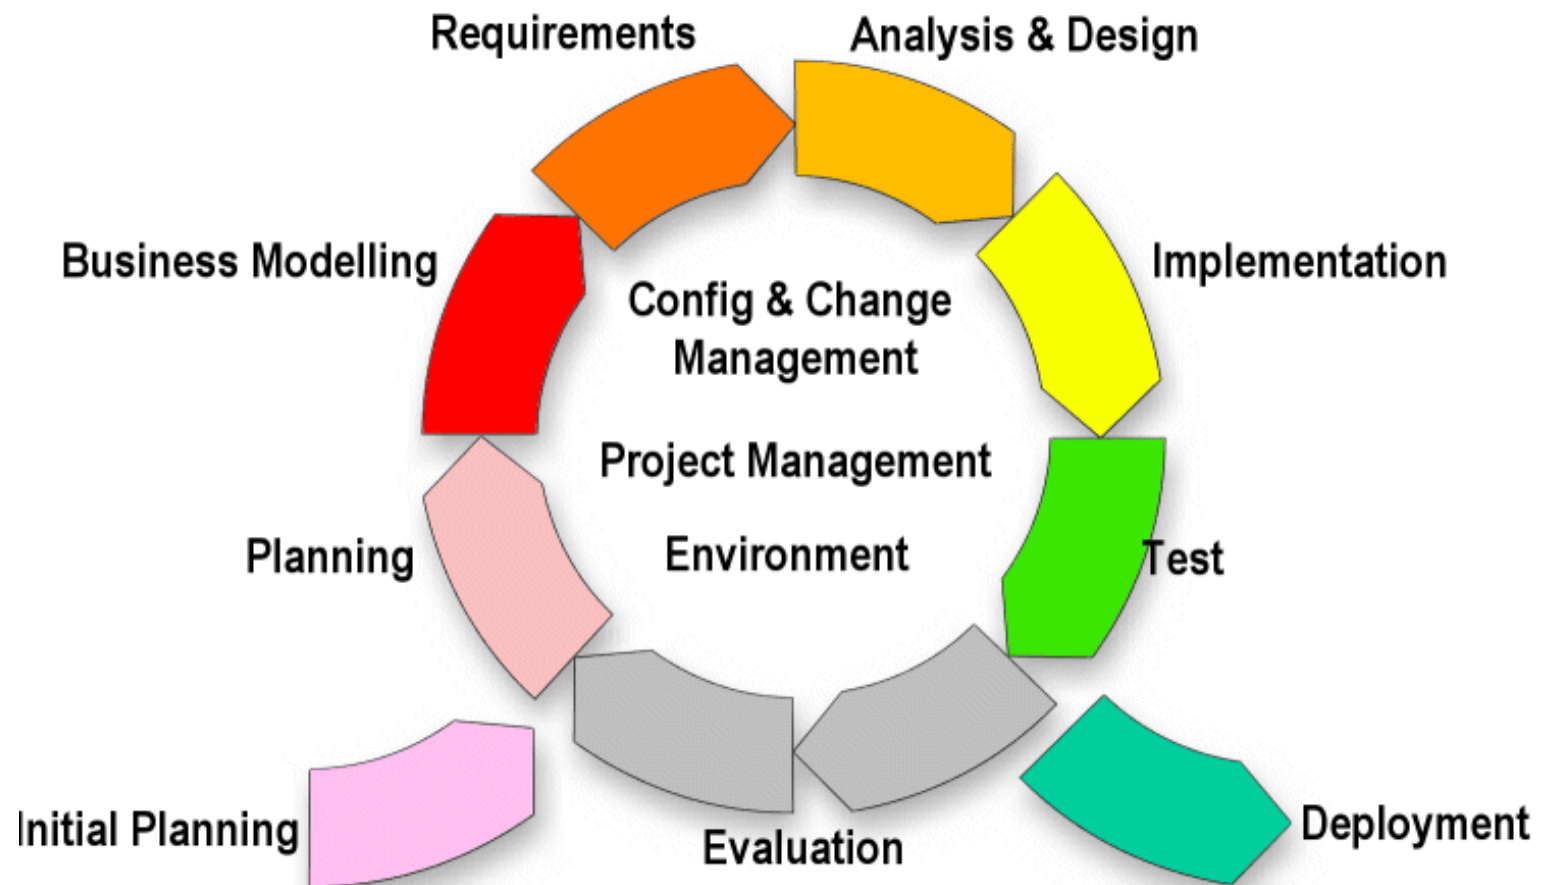 Requirements
Analysis & Design
Business Modelling
Implementation
Config & Change
Management
Project Management
Planning
Environment
Test
Initial Planning
Evaluation
Deployment